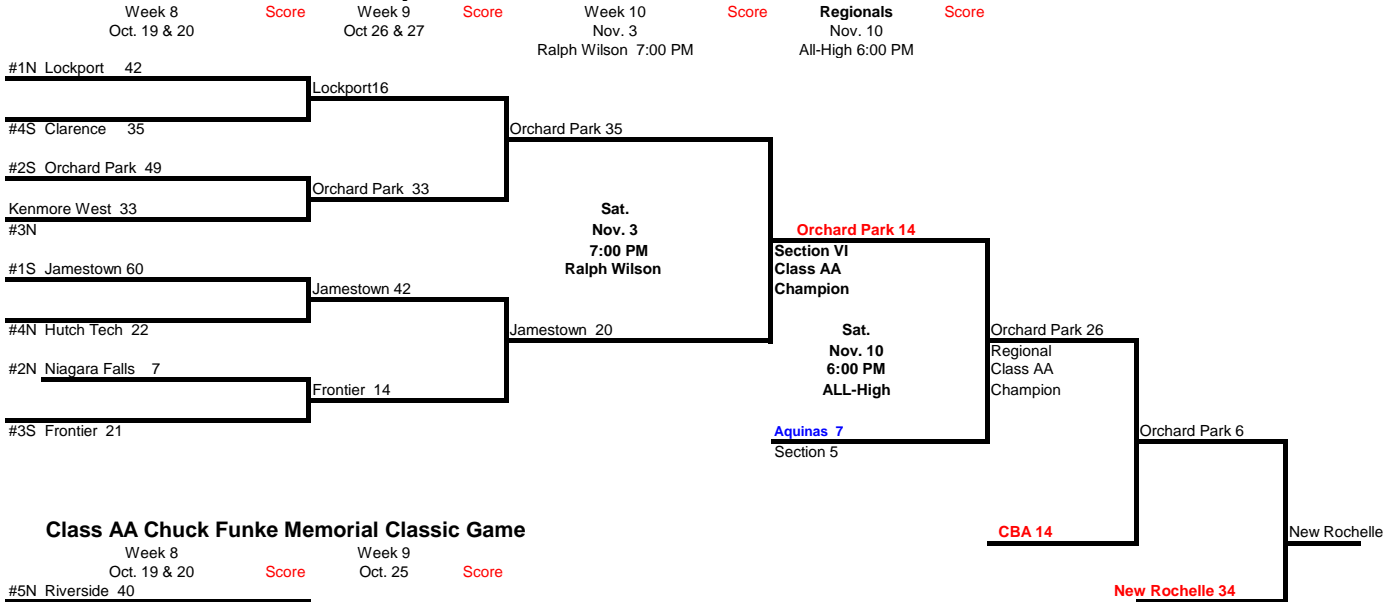 Week 8 Score Week 9 Score Week 10 Score Regionals Score
Oct. 19 & 20 Oct 26 & 27 Nov. 3 Nov. 10
Ralph Wilson 7:00 PM All-High 6:00 PM
#1N Lockport 42
Lockport16
#4S Clarence 35
Orchard Park 35
#2S Orchard Park 49
Orchard Park 33
Kenmore West 33
#3N
Sat.
Nov. 3
7:00 PM
Ralph Wilson
Orchard Park 14
Section VI
Class AA
Champion
#1S Jamestown 60
Jamestown 42
#4N Hutch Tech 22
Jamestown 20
Sat.
Nov. 10
6:00 PM
ALL-High
Orchard Park 26
Regional
Class AA
Champion
#2N Niagara Falls 7
Frontier 14
#3S Frontier 21
Aquinas 7
Section 5
Orchard Park 6
CBA 14
New Rochelle
New Rochelle 34
Class AA Chuck Funke Memorial Classic Game
Week 8 Week 9
Oct. 19 & 20 Score Oct. 25 Score
#5N Riverside 40